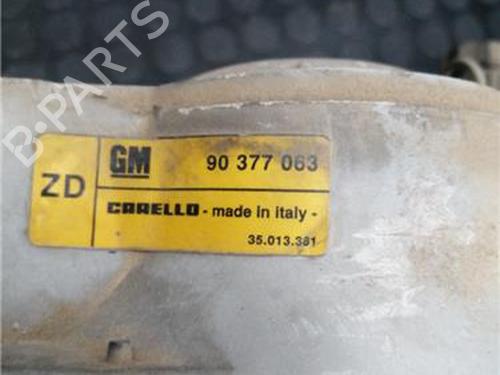 B-PARTS
ZD
GM
90 377 063
CARELLO - made in italy -
35.013.381